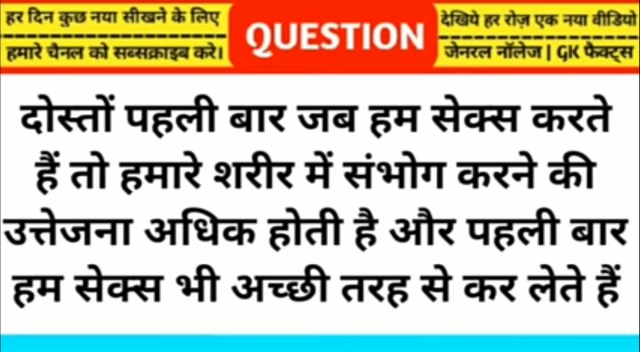 हर दिन कुछ नया सीखने के लिए
हमारे चैनल को सब्सक्राइब करे।
QUESTION
देखिये हर रोज़ एक नया वीडियो
जेनरल नॉलेज | GK फैक्ट्स
दोस्तों पहली बार जब हम सेक्स करते
हैं तो हमारे शरीर में संभोग करने की
उत्तेजना अधिक होती है और पहली बार
हम सेक्स भी अच्छी तरह से कर लेते हैं